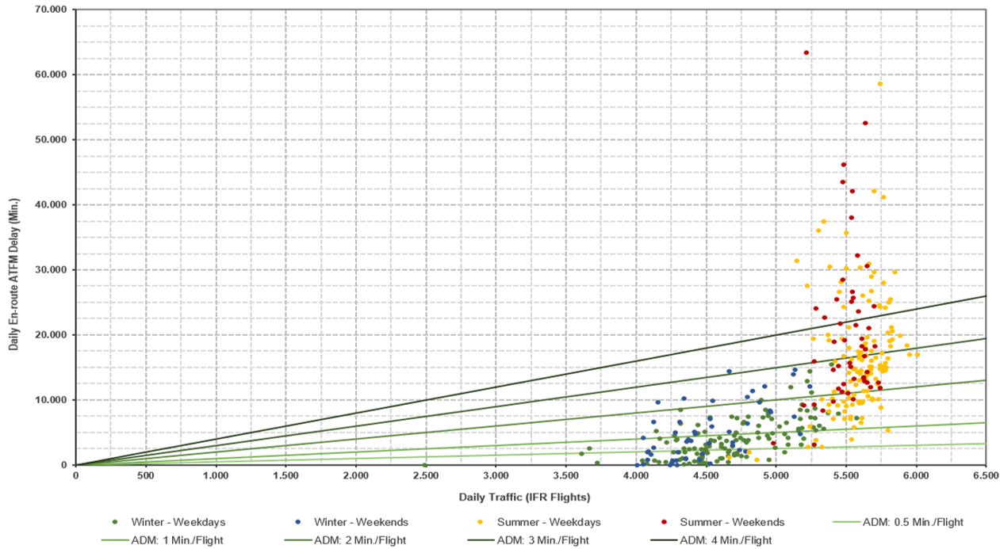 70.000
60.000
50.000
40.000
30.000
20.000
10.000
0
Daily En-route ATFM Delay (Min.)
0 500 1.000 1.500 2.000 2.500 3.000 3.500 4.000 4.500 5.000 5.500 6.000 6.500
Daily Traffic (IFR Flights)
Winter - Weekdays Winter - Weekends Summer - Weekdays Summer - Weekends ADM: 0.5 Min./Flight
ADM: 1 Min./Flight ADM: 2 Min./Flight ADM: 3 Min./Flight ADM: 4 Min./Flight